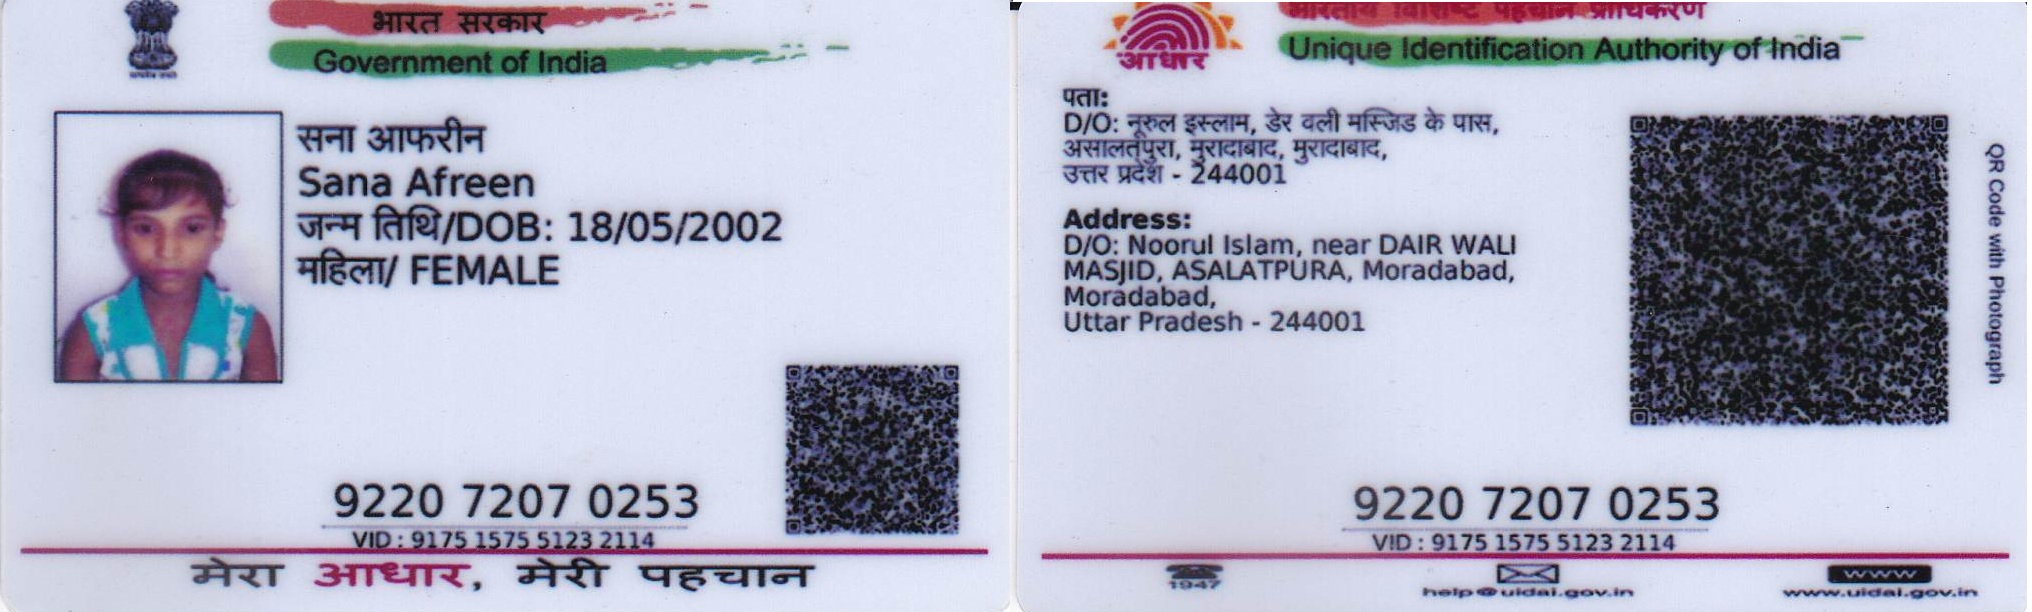 भारत सरकार
Government of India
सना आफरीन
Sana Afreen
जन्म तिथि/DOB: 18/05/2002
महिला/ FEMALE
9220 7207 0253
VID : 9175 1575 5123 2114
मेरा आधार, मेरी पहचान
आधार
भारतीय विशिष्ट पहचान प्राधिकरण
Unique Identification Authority of India
पता:
D/O: नूरुल इस्लाम, डेर वली मस्जिड के पास,
असालतपुरा, मुरादाबाद, मुरादाबाद,
उत्तर प्रदेश - 244001
Address:
D/O: Noorul Islam, near DAIR WALI
MASJID, ASALATPURA, Moradabad,
Moradabad,
Uttar Pradesh - 244001
QR Code with Photograph
9220 7207 0253
VID : 9175 1575 5123 2114
1947
help@uidai.gov.in
WWW
www.uidai.gov.in